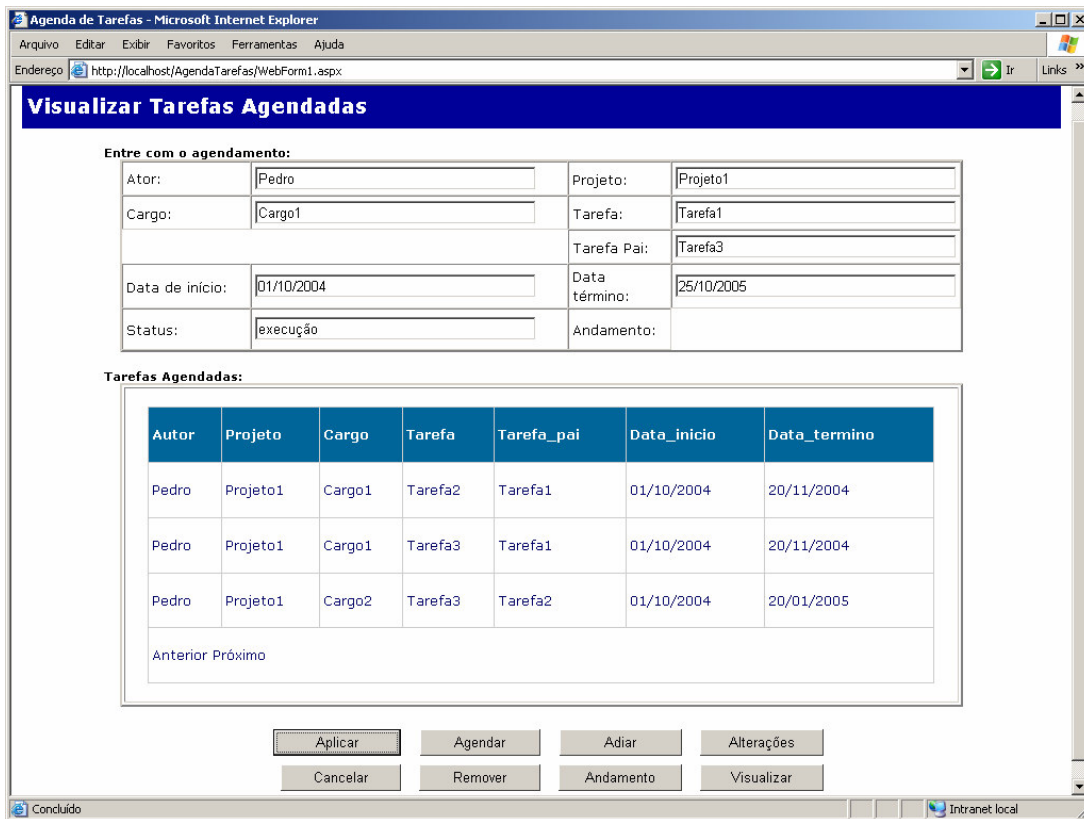 Agenda de Tarefas - Microsoft Internet Explorer
Arquivo Editar Exibir Favoritos Ferramentas Ajuda
Endereço http://localhost/AgendaTarefas/WebForm1.aspx Ir Links »
Visualizar Tarefas Agendadas
Entre com o agendamento:
Ator: Pedro Projeto: Projeto1
Cargo: Cargo1 Tarefa: Tarefa1
Tarefa Pai: Tarefa3
Data de início: 01/10/2004 Data término: 25/10/2005
Status: execução Andamento:
Tarefas Agendadas:
Autor Projeto Cargo Tarefa Tarefa_pai Data_inicio Data_termino
Pedro Projeto1 Cargo1 Tarefa2 Tarefa1 01/10/2004 20/11/2004
Pedro Projeto1 Cargo1 Tarefa3 Tarefa1 01/10/2004 20/11/2004
Pedro Projeto1 Cargo2 Tarefa3 Tarefa2 01/10/2004 20/01/2005
Anterior Próximo
Aplicar Agendar Adiar Alterações
Cancelar Remover Andamento Visualizar
Concluído Intranet local